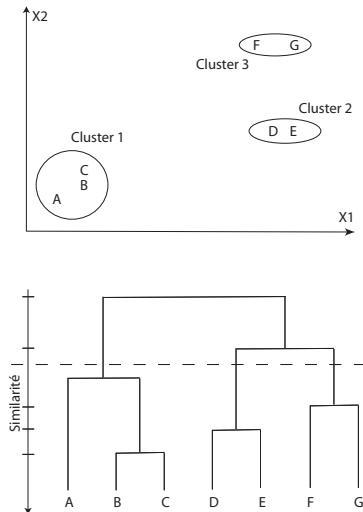 X2
F G
Cluster 3
Cluster 2
D E
Cluster 1
C
B
A
X1
Similarité
A B C D E F G